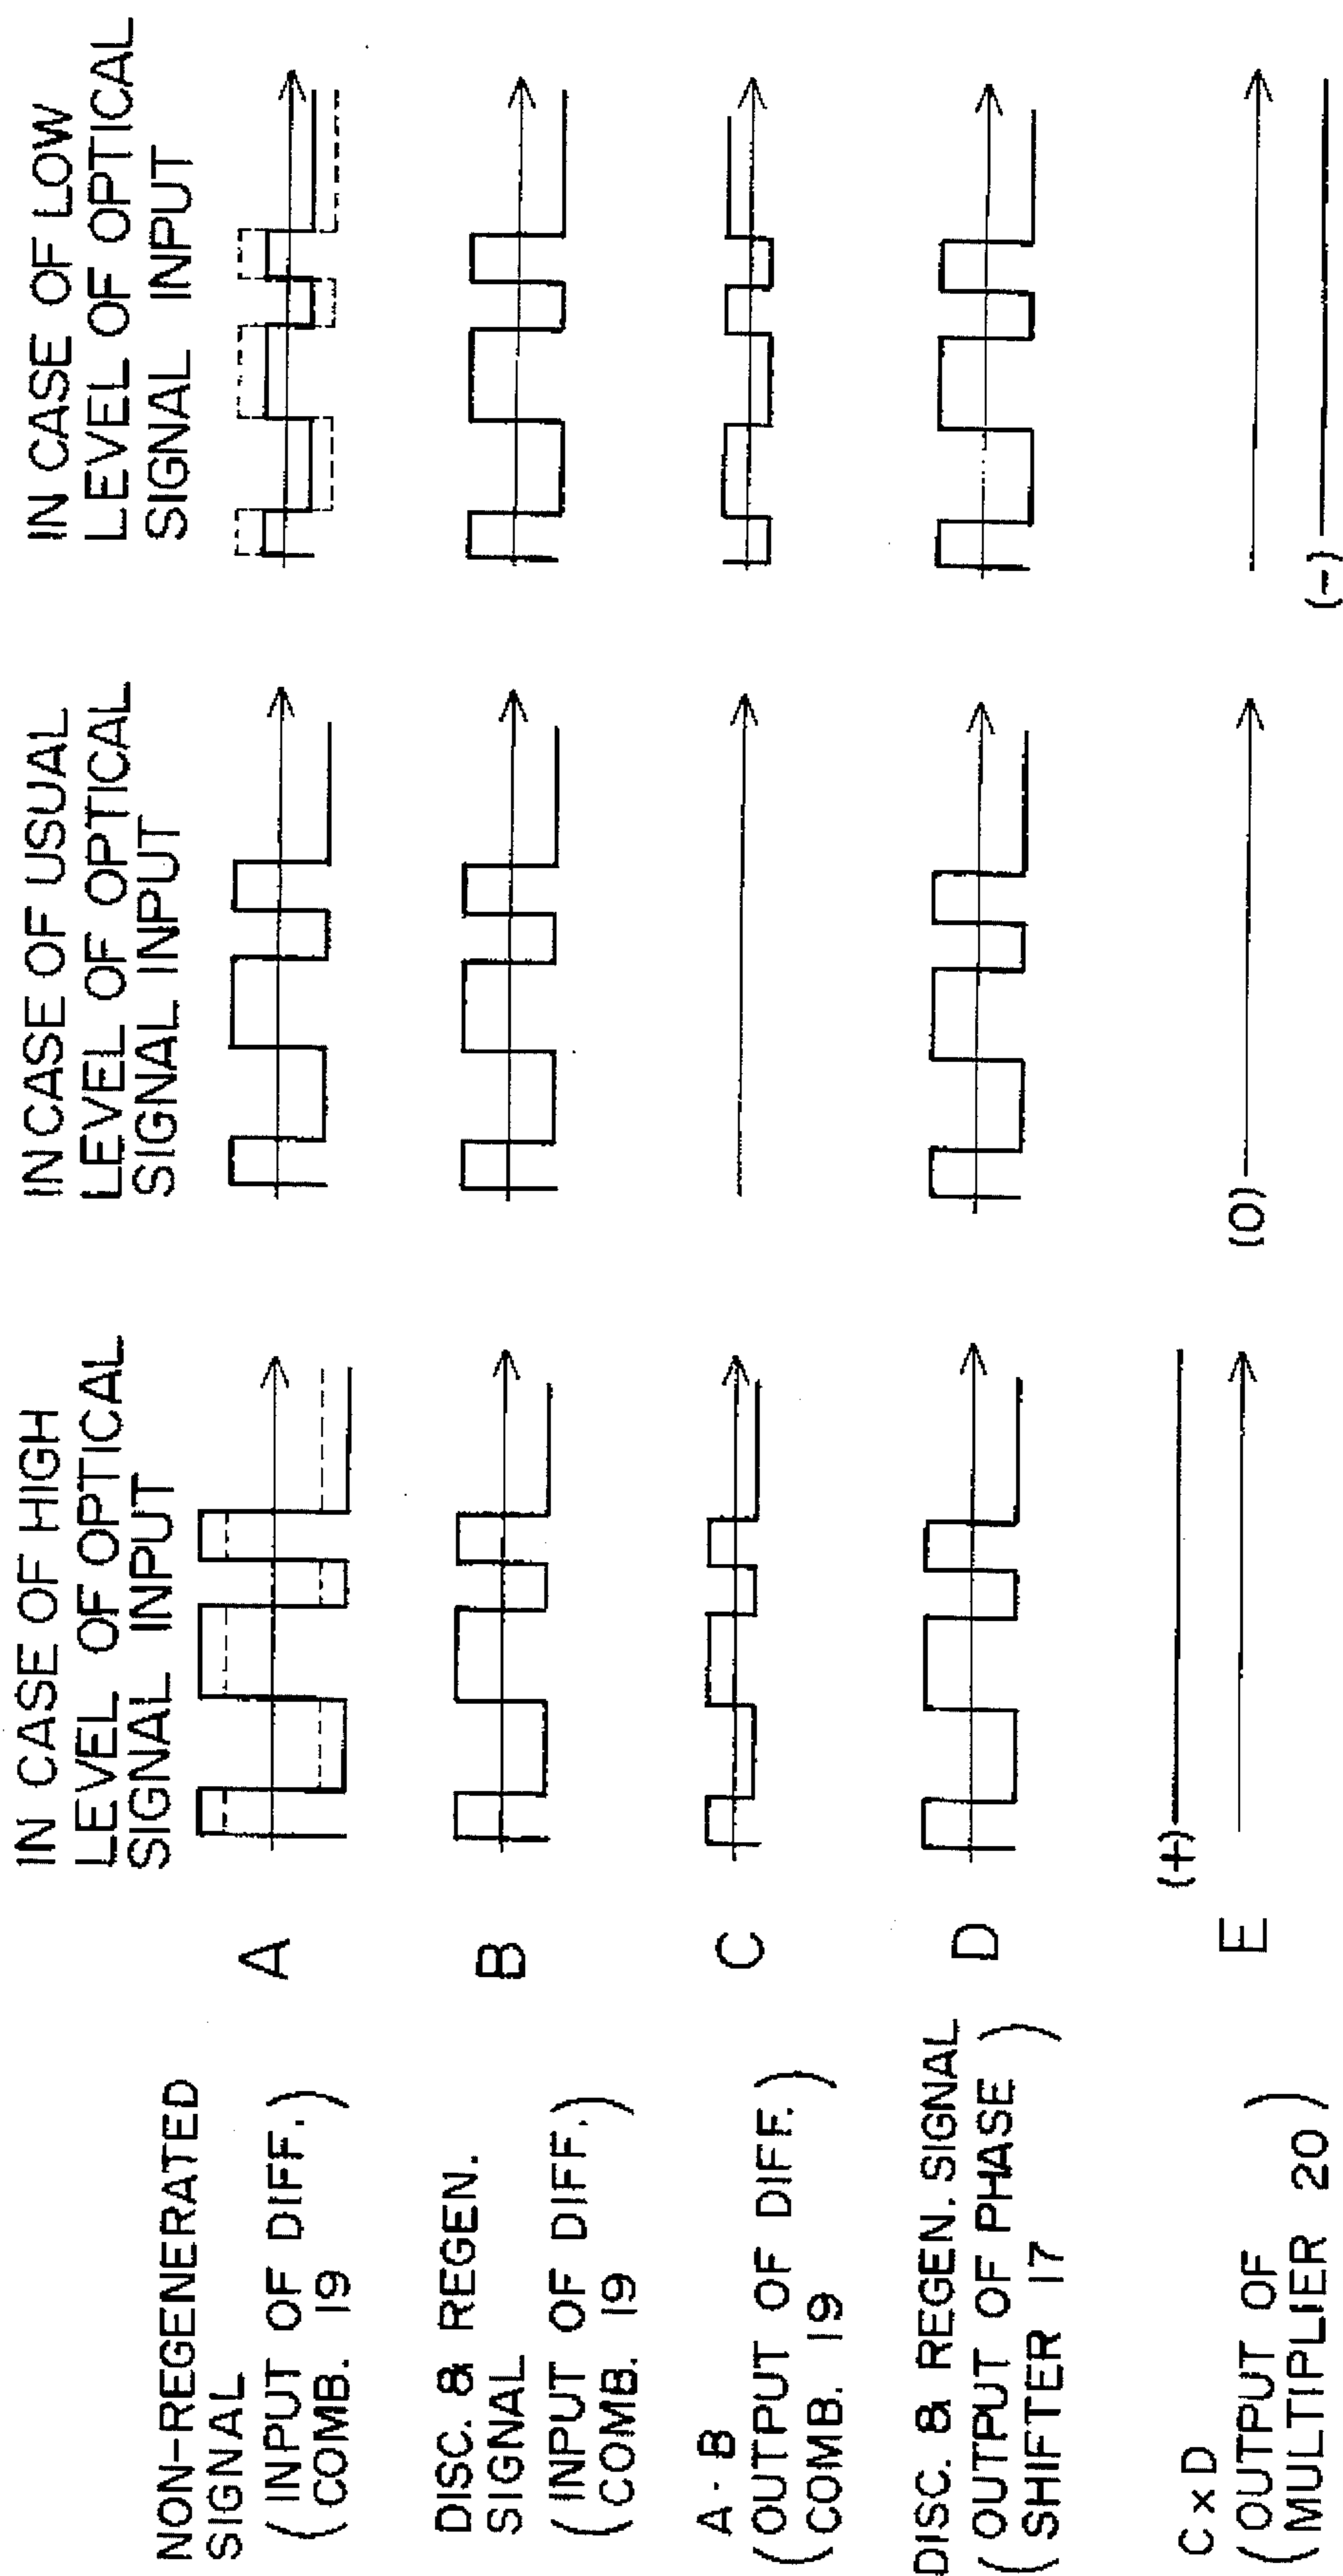 IN CASE OF HIGH
LEVEL OF OPTICAL
SIGNAL INPUT
IN CASE OF USUAL
LEVEL OF OPTICAL
SIGNAL INPUT
IN CASE OF LOW
LEVEL OF OPTICAL
SIGNAL INPUT
NON-REGENERATED
SIGNAL
(INPUT OF DIFF.)
(COMB. 19
A
DISC. & REGEN.
SIGNAL
(INPUT OF DIFF.)
(COMB. 19
B
A - B
(OUTPUT OF DIFF.)
(COMB. 19
C
DISC. & REGEN. SIGNAL
(OUTPUT OF PHASE)
(SHIFTER 17
D
C x D
(OUTPUT OF )
(MULTIPLIER 20)
E
(+)
(0)
(-)